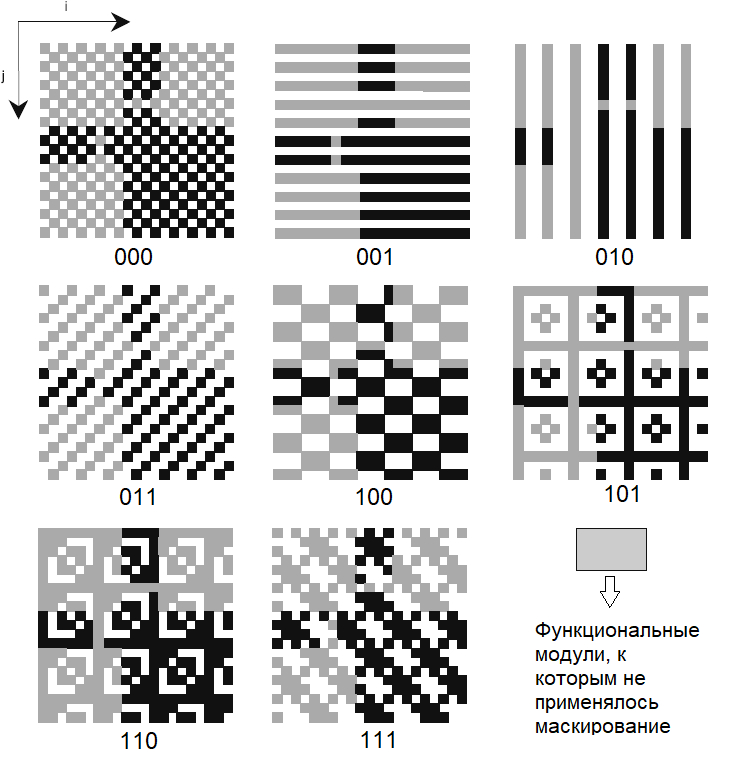 i
j
000
001
010
011
100
101
110
111
Функциональные
модули, к
которым не
применялось
маскирование